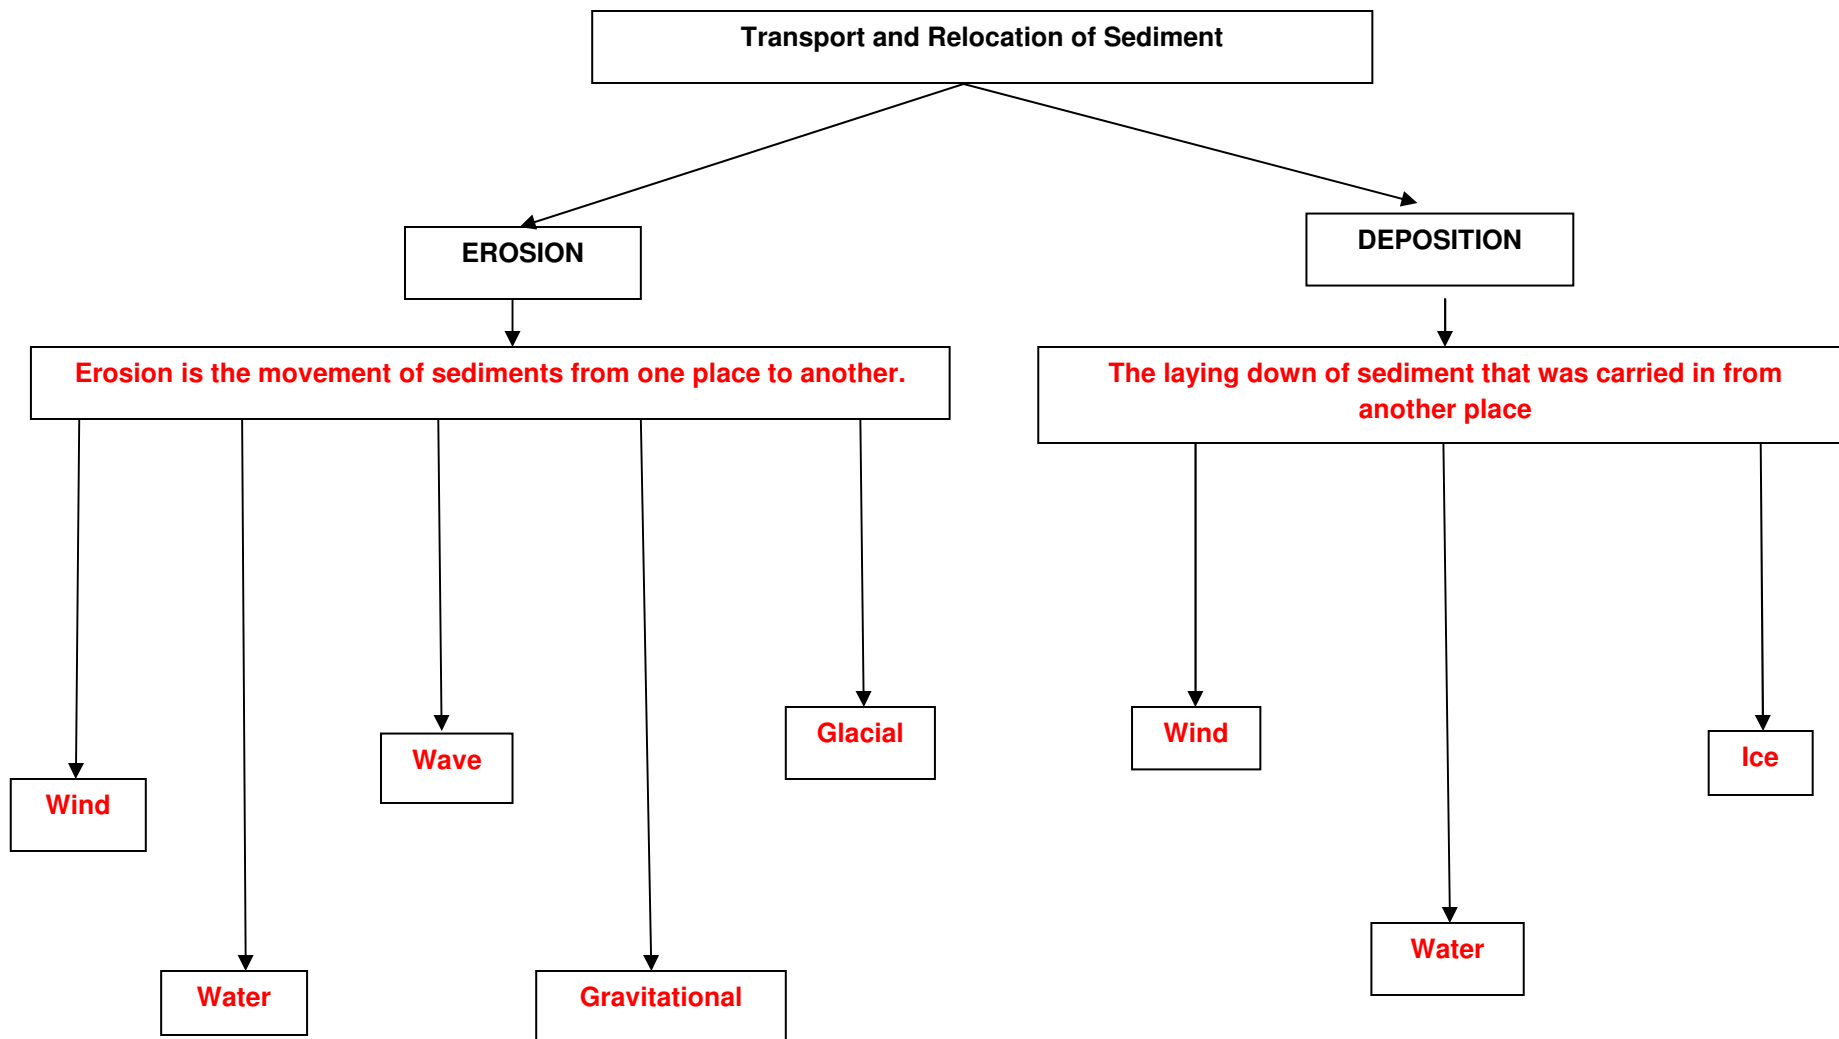 Transport and Relocation of Sediment
EROSION
DEPOSITION
Erosion is the movement of sediments from one place to another.
The laying down of sediment that was carried in from
another place
Wind
Water
Wave
Gravitational
Glacial
Wind
Water
Ice